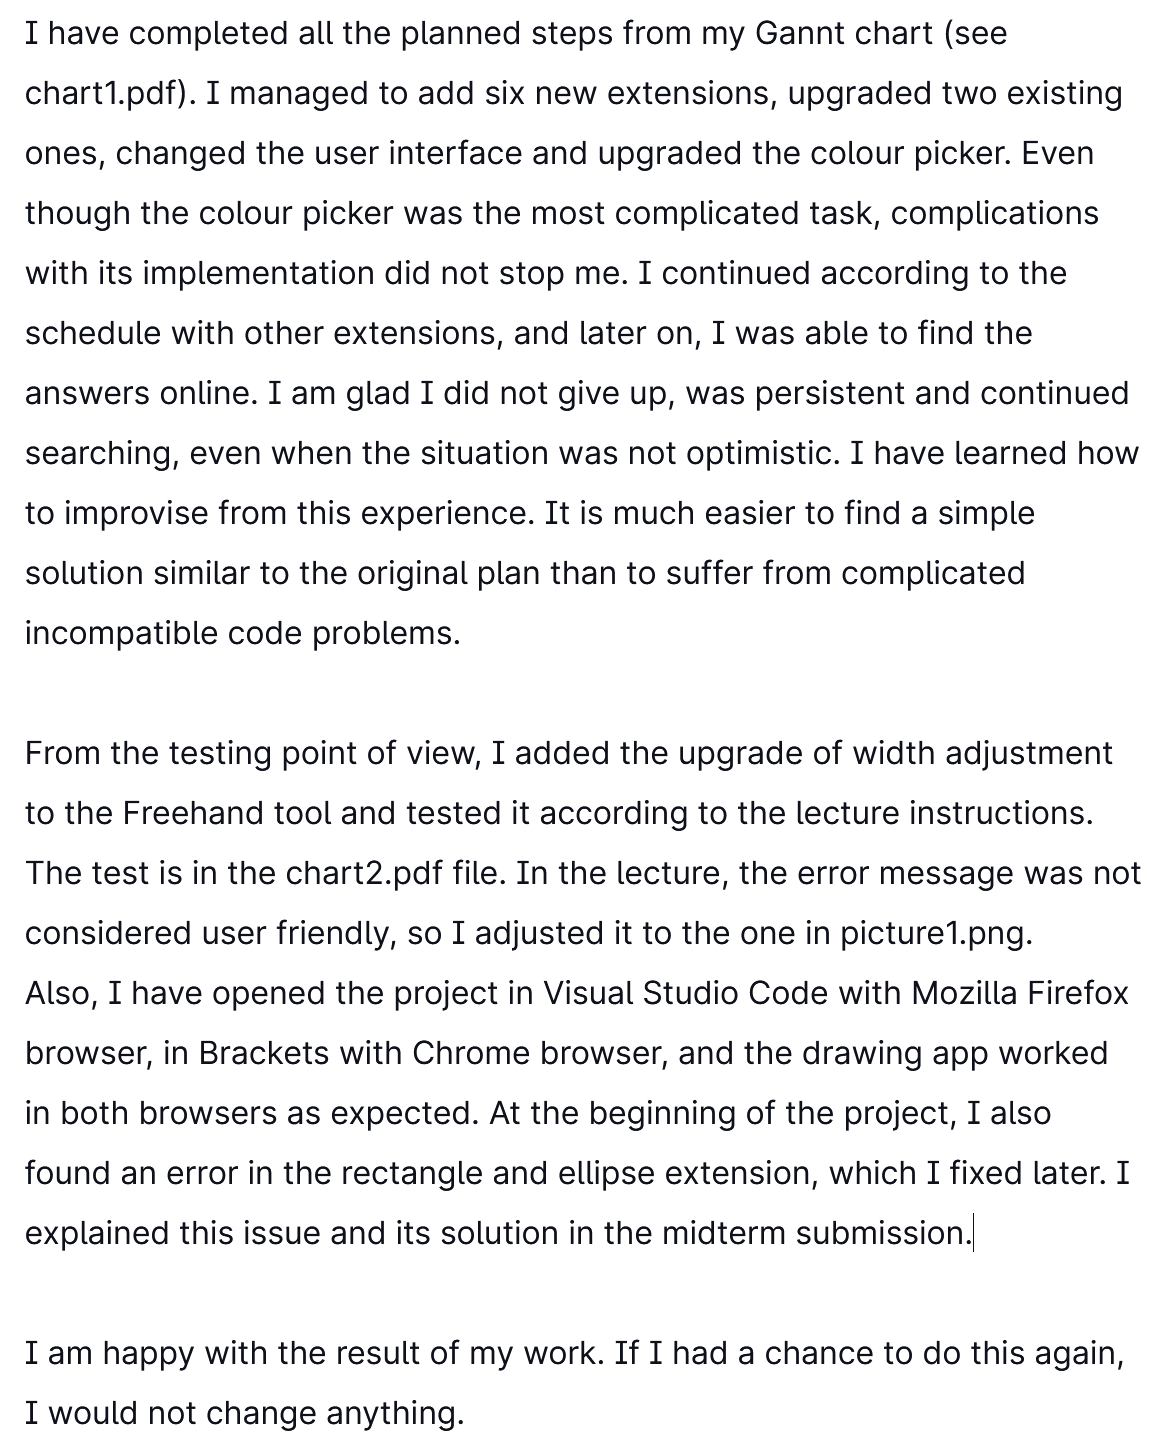 I have completed all the planned steps from my Gannt chart (see
chart1.pdf). I managed to add six new extensions, upgraded two existing
ones, changed the user interface and upgraded the colour picker. Even
though the colour picker was the most complicated task, complications
with its implementation did not stop me. I continued according to the
schedule with other extensions, and later on, I was able to find the
answers online. I am glad I did not give up, was persistent and continued
searching, even when the situation was not optimistic. I have learned how
to improvise from this experience. It is much easier to find a simple
solution similar to the original plan than to suffer from complicated
incompatible code problems.

From the testing point of view, I added the upgrade of width adjustment
to the Freehand tool and tested it according to the lecture instructions.
The test is in the chart2.pdf file. In the lecture, the error message was not
considered user friendly, so I adjusted it to the one in picture1.png.
Also, I have opened the project in Visual Studio Code with Mozilla Firefox
browser, in Brackets with Chrome browser, and the drawing app worked
in both browsers as expected. At the beginning of the project, I also
found an error in the rectangle and ellipse extension, which I fixed later. I
explained this issue and its solution in the midterm submission.

I am happy with the result of my work. If I had a chance to do this again,
I would not change anything.